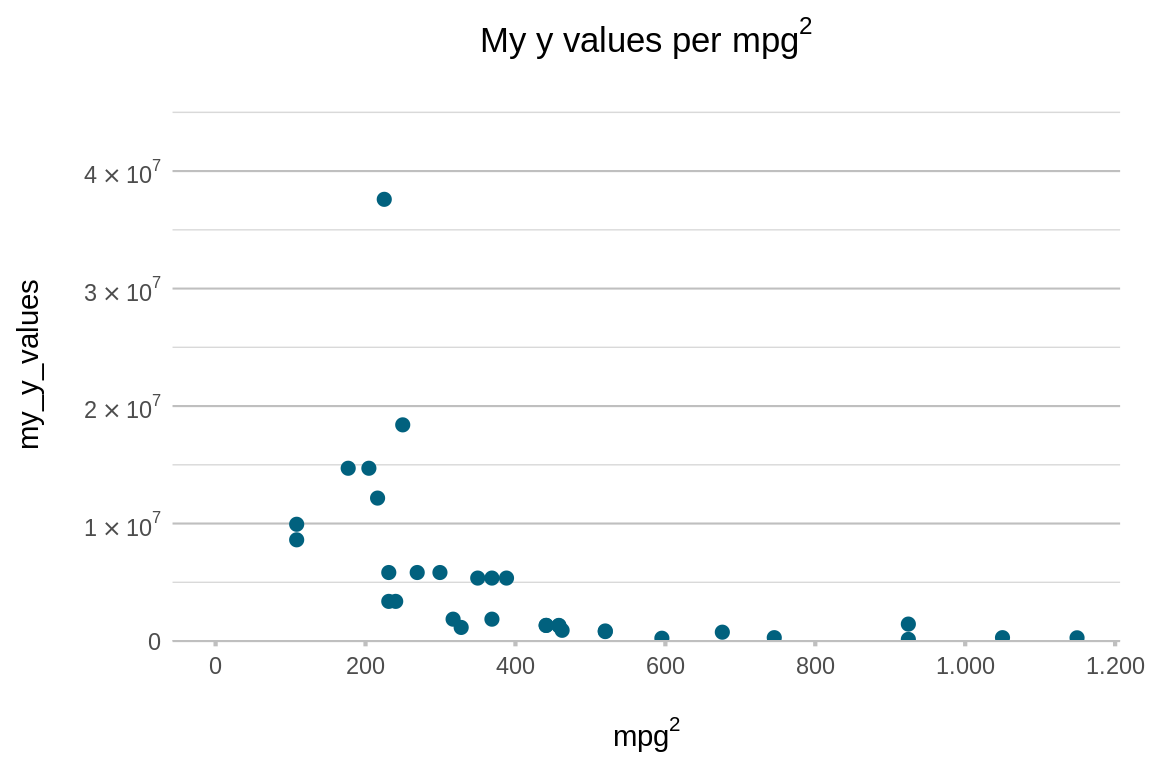 My y values per mpg²
4 × 10⁷
3 × 10⁷
2 × 10⁷
1 × 10⁷
0
my_y_values
0 200 400 600 800 1.000 1.200
mpg²